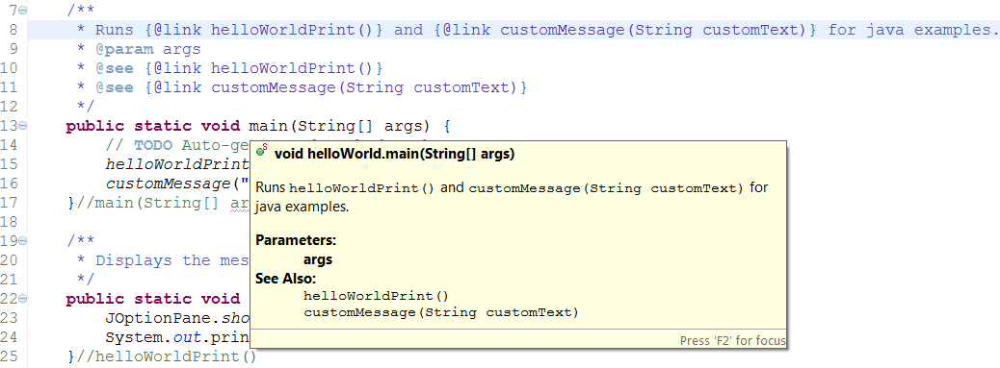 7 /**
8 * Runs {@link helloWorldPrint()} and {@link customMessage(String customText)} for java examples.
9 * @param args
10 * @see {@link helloWorldPrint()}
11 * @see {@link customMessage(String customText)}
12 */
13 public static void main(String[] args) {
14 // TODO Auto-ge
15 helloWorldPrint
16 customMessage("
17 }//main(String[] ar
18
19 /**
20 * Displays the mes
21 */
22 public static void
23 JOptionPane.sho
24 System.out.prin
25 }//helloWorldPrint()
void helloWorld.main(String[] args)
Runs helloWorldPrint() and customMessage(String customText) for
java examples.
Parameters:
args
See Also:
helloWorldPrint()
customMessage(String customText)
Press 'F2' for focus